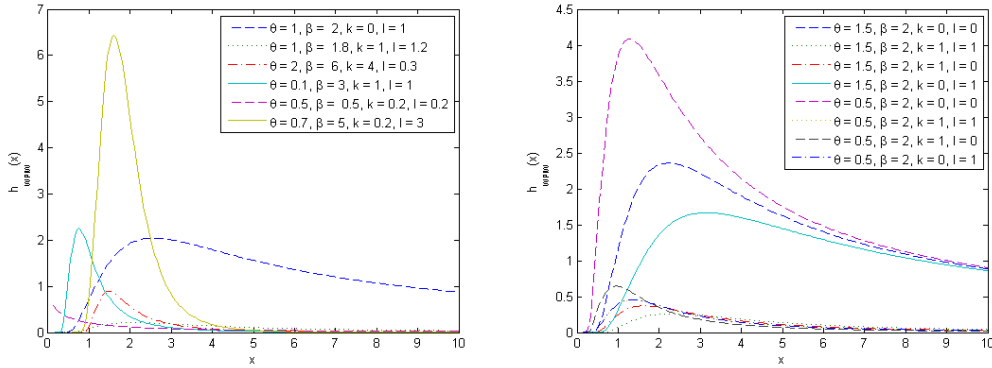 7
6
5
4
3
2
1
0
h (x)
0 1 2 3 4 5 6 7 8 9 10
x
θ = 1, β = 2, k = 0, l = 1
θ = 1, β = 1.8, k = 1, l = 1.2
θ = 2, β = 6, k = 4, l = 0.3
θ = 0.1, β = 3, k = 1, l = 1
θ = 0.5, β = 0.5, k = 0.2, l = 0.2
θ = 0.7, β = 5, k = 0.2, l = 3
4.5
4
3.5
3
2.5
2
1.5
1
0.5
0
h (x)
0 1 2 3 4 5 6 7 8 9 10
x
θ = 1.5, β = 2, k = 0, l = 0
θ = 1.5, β = 2, k = 1, l = 1
θ = 1.5, β = 2, k = 1, l = 0
θ = 1.5, β = 2, k = 0, l = 1
θ = 0.5, β = 2, k = 0, l = 0
θ = 0.5, β = 2, k = 1, l = 1
θ = 0.5, β = 2, k = 1, l = 0
θ = 0.5, β = 2, k = 0, l = 1